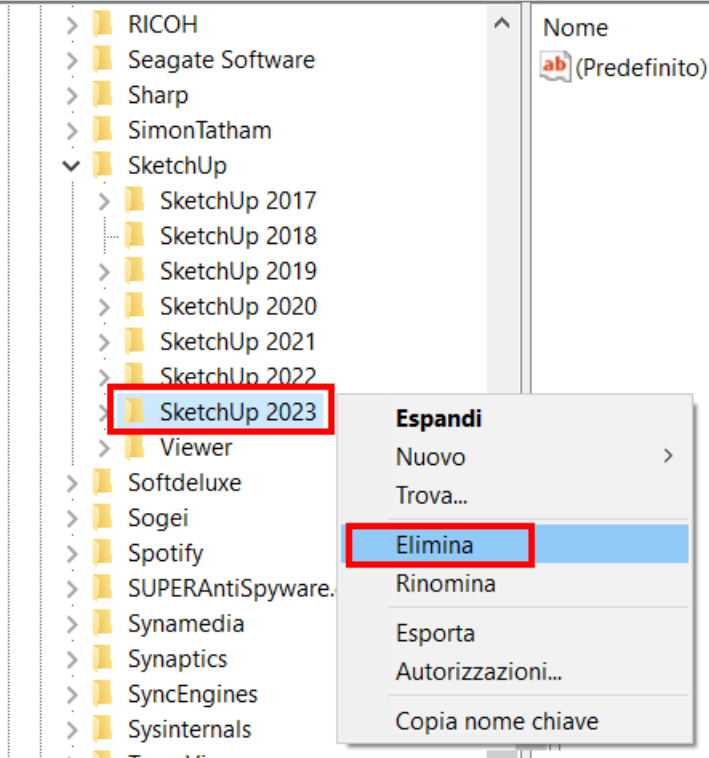 RICOH
Seagate Software
Sharp
SimonTatham
SketchUp
SketchUp 2017
SketchUp 2018
SketchUp 2019
SketchUp 2020
SketchUp 2021
SketchUp 2022
SketchUp 2023
Viewer
Softdeluxe
Sogei
Spotify
SUPERAntiSpyware.
Synamedia
Synaptics
SyncEngines
Sysinternals
Nome
ab (Predefinito)
Espandi
Nuovo
Trova...
Elimina
Rinomina
Esporta
Autorizzazioni...
Copia nome chiave